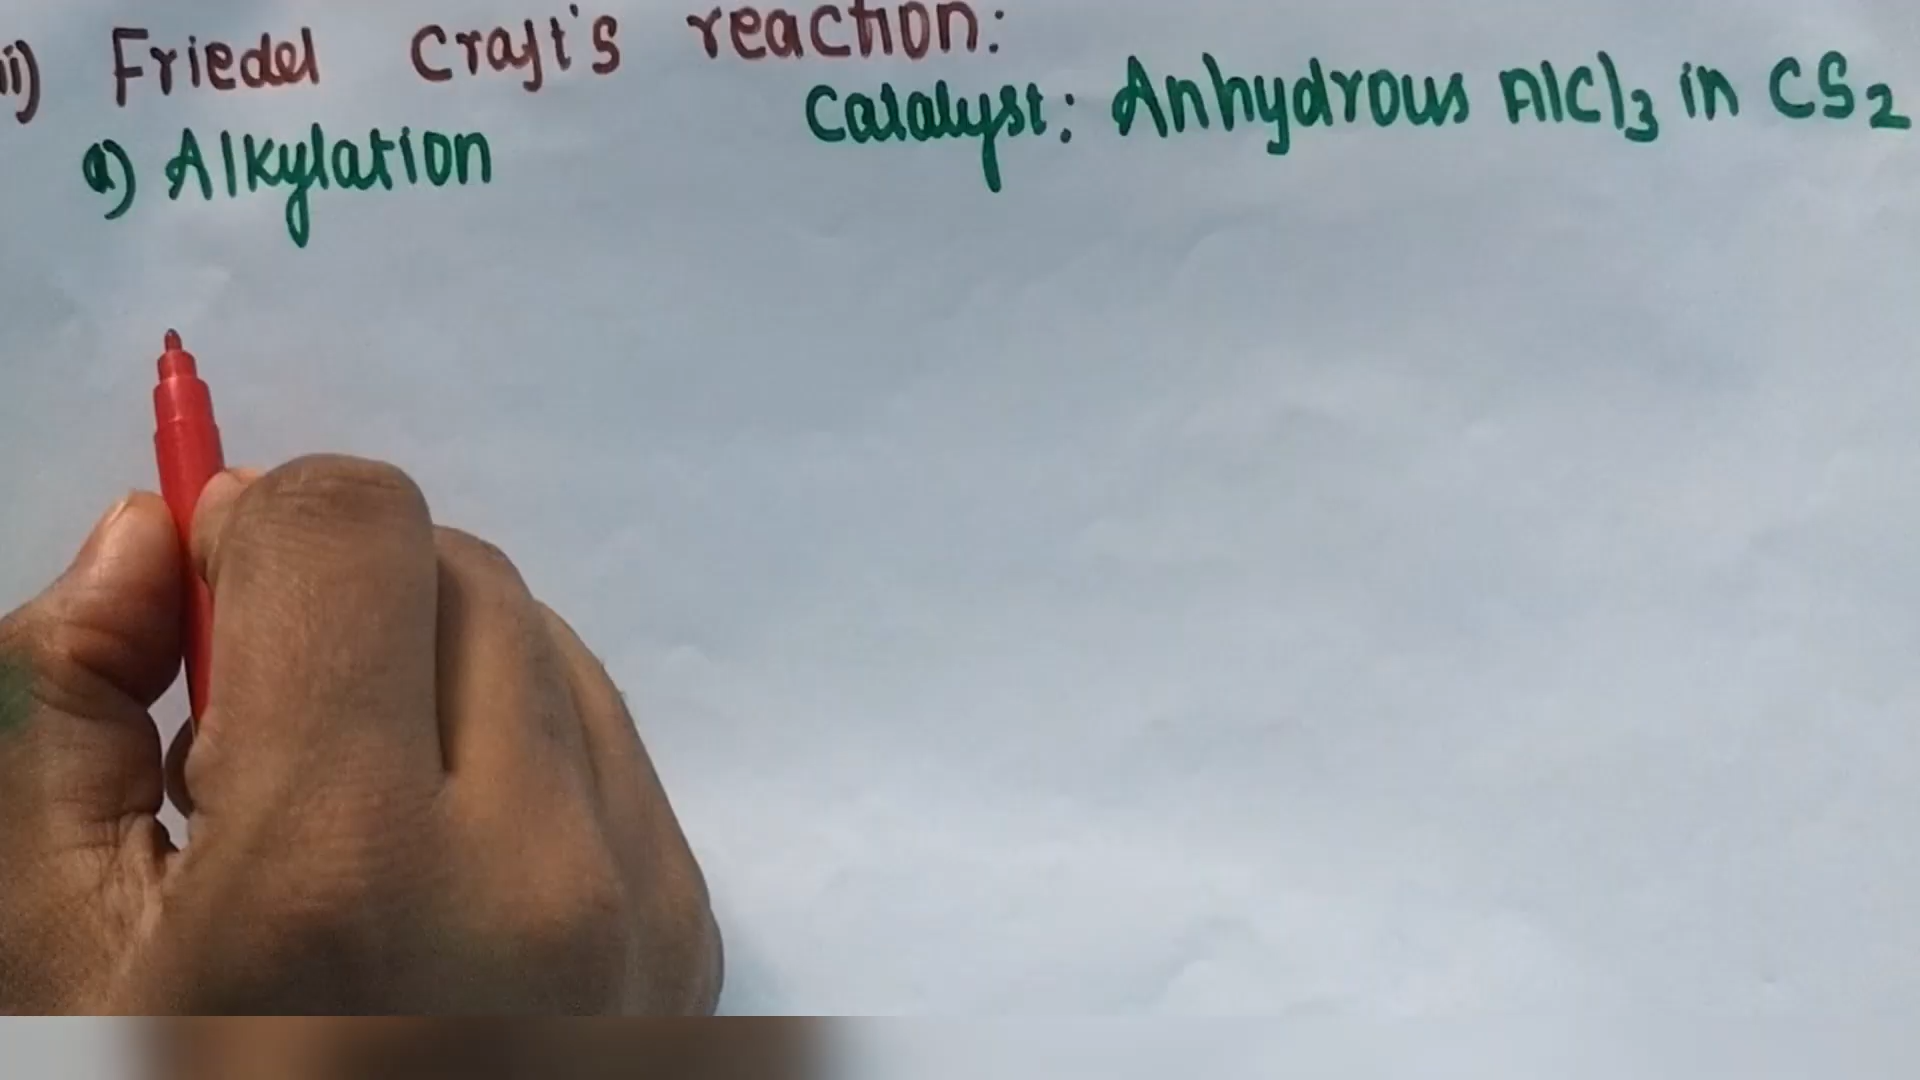 ii) Friedel Craft's reaction:
Catalyst: Anhydrous AlCl3 in CS2
a) Alkylation